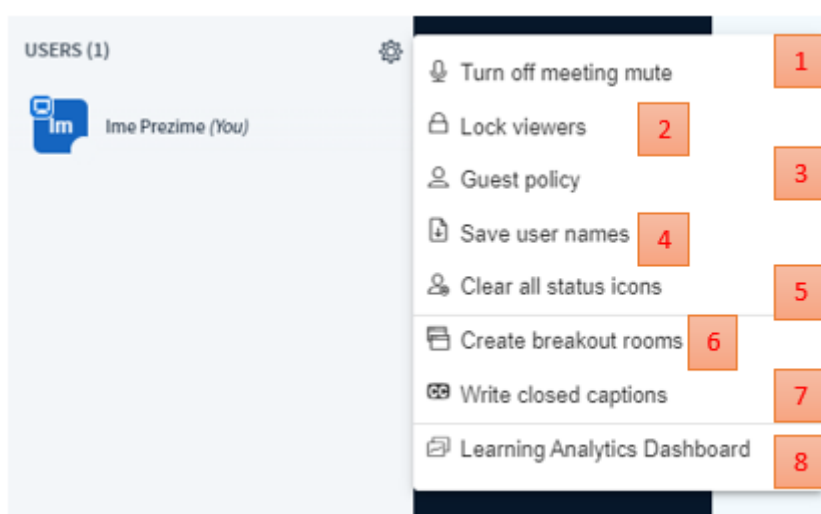 USERS (1)
Im
Ime Prezime (You)
Turn off meeting mute 1
Lock viewers 2
Guest policy 3
Save user names 4
Clear all status icons 5
Create breakout rooms 6
CC Write closed captions 7
Learning Analytics Dashboard 8